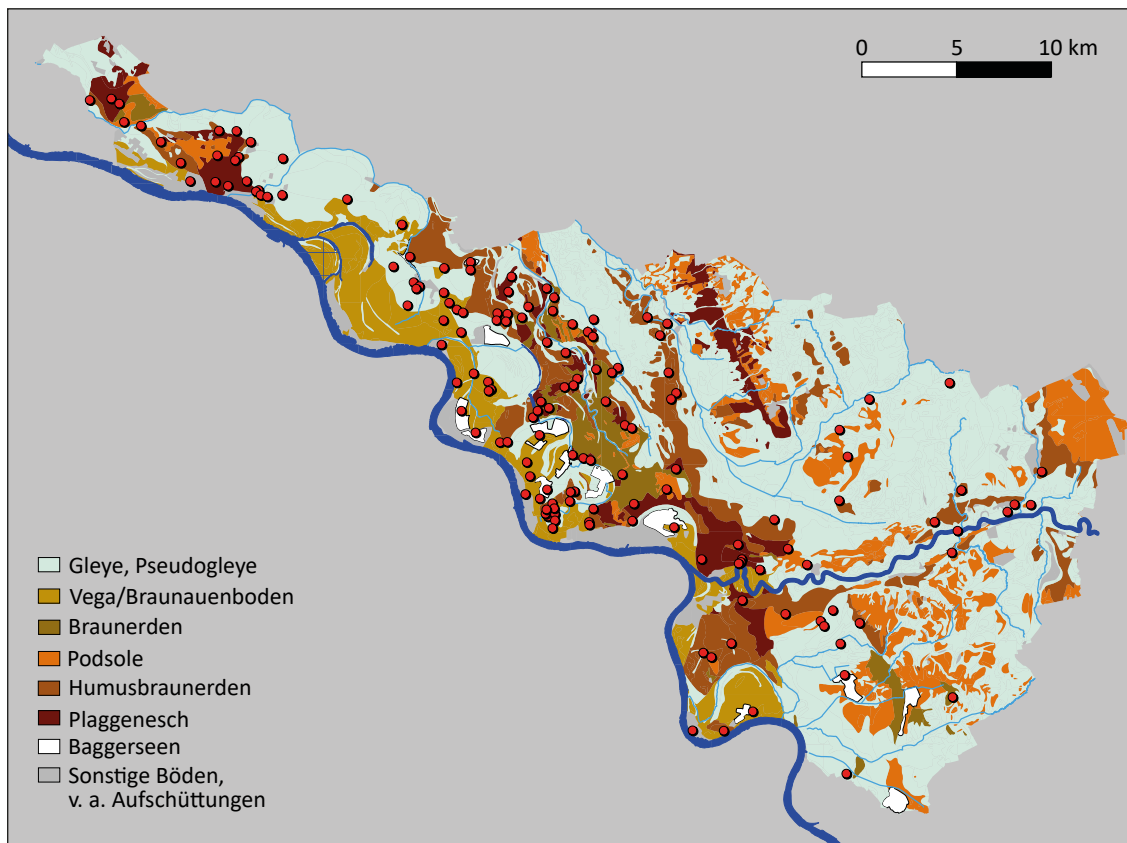 0 5 10 km
Gleye, Pseudogleye
Vega/Braunauenboden
Braunerden
Podsole
Humusbraunerden
Plaggenesch
Baggerseen
Sonstige Böden,
v. a. Aufschüttungen